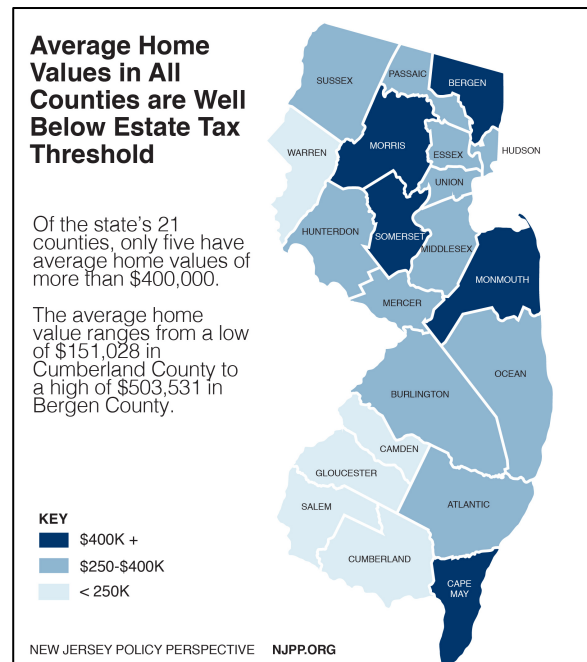 Average Home
Values in All
Counties are Well
Below Estate Tax
Threshold
Of the state's 21
counties, only five have
average home values of
more than $400,000.
The average home
value ranges from a low
of $151,028 in
Cumberland County to
a high of $503,531 in
Bergen County.
SUSSEX
PASSAIC
BERGEN
WARREN
MORRIS
ESSEX
HUDSON
UNION
HUNTERDON
SOMERSET
MIDDLESEX
MONMOUTH
MERCER
OCEAN
BURLINGTON
CAMDEN
GLOUCESTER
SALEM
ATLANTIC
CUMBERLAND
CAPE
MAY
KEY
$400K +
$250-$400K
< 250K
NEW JERSEY POLICY PERSPECTIVE NJPP.ORG